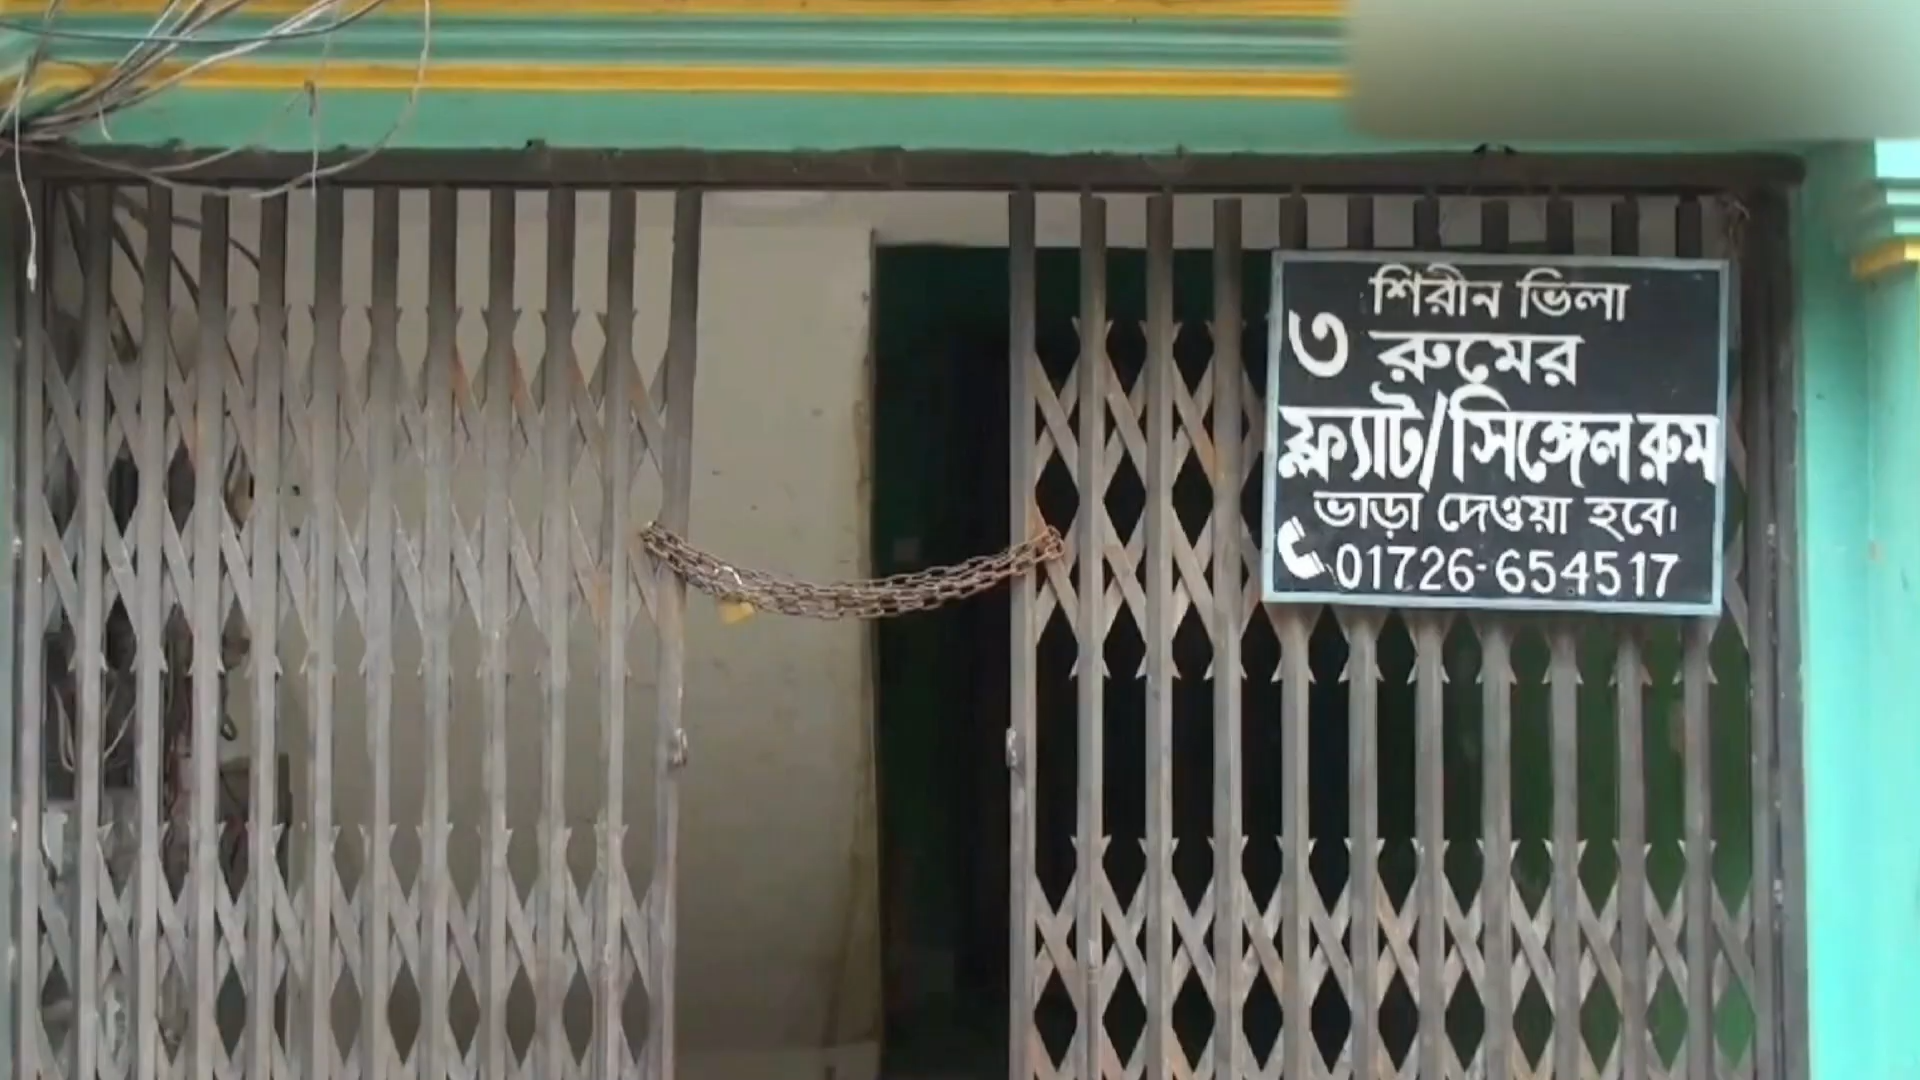 শিরীন ভিলা
৩ রুমের
ফ্ল্যাট/সিঙ্গেল রুম
ভাড়া দেওয়া হবে।
01726-654517